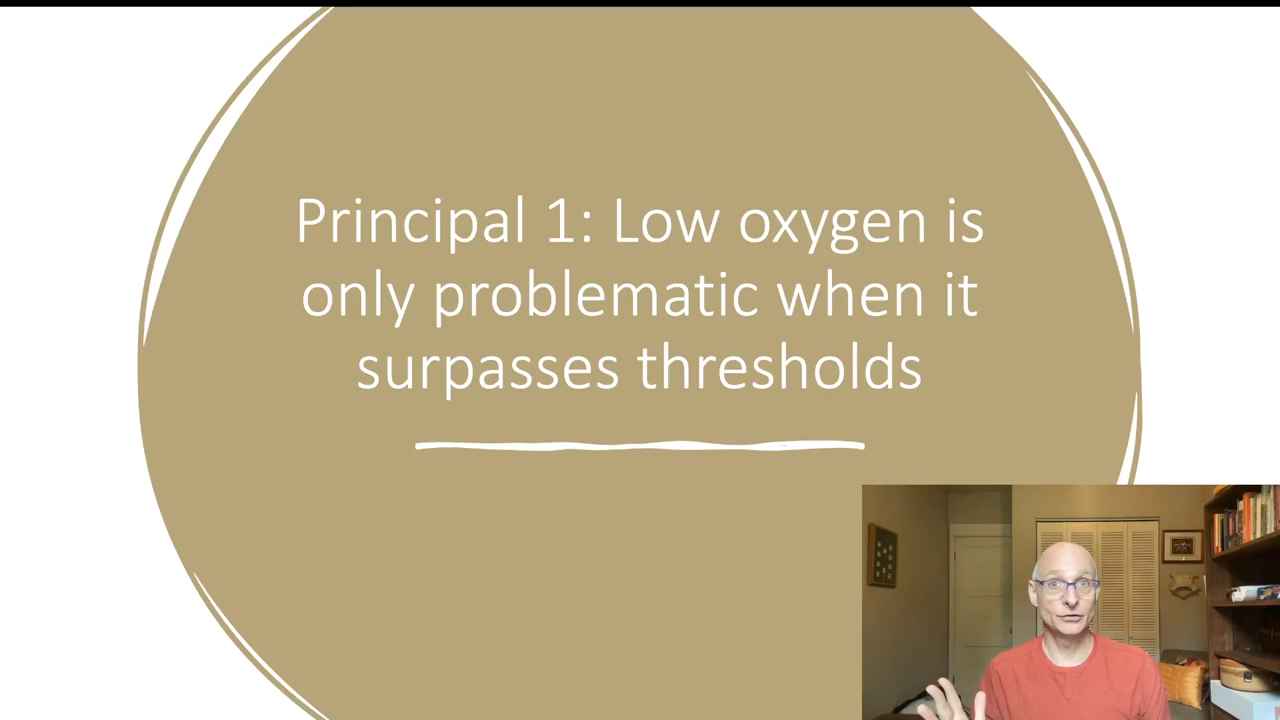 Principal 1: Low oxygen is
only problematic when it
surpasses thresholds